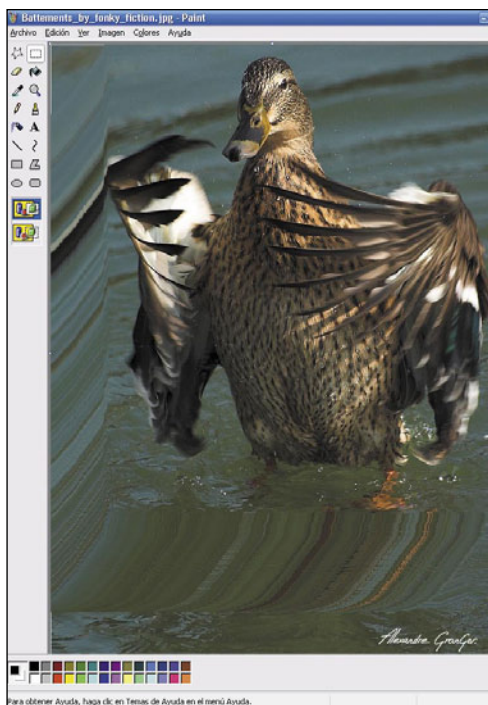 Battements_by_fonky_fiction.jpg - Paint
Archivo Edición Ver Imagen Colores Ayuda
A
Alexandre GranGer.
Para obtener Ayuda, haga clic en Temas de Ayuda en el menú Ayuda.